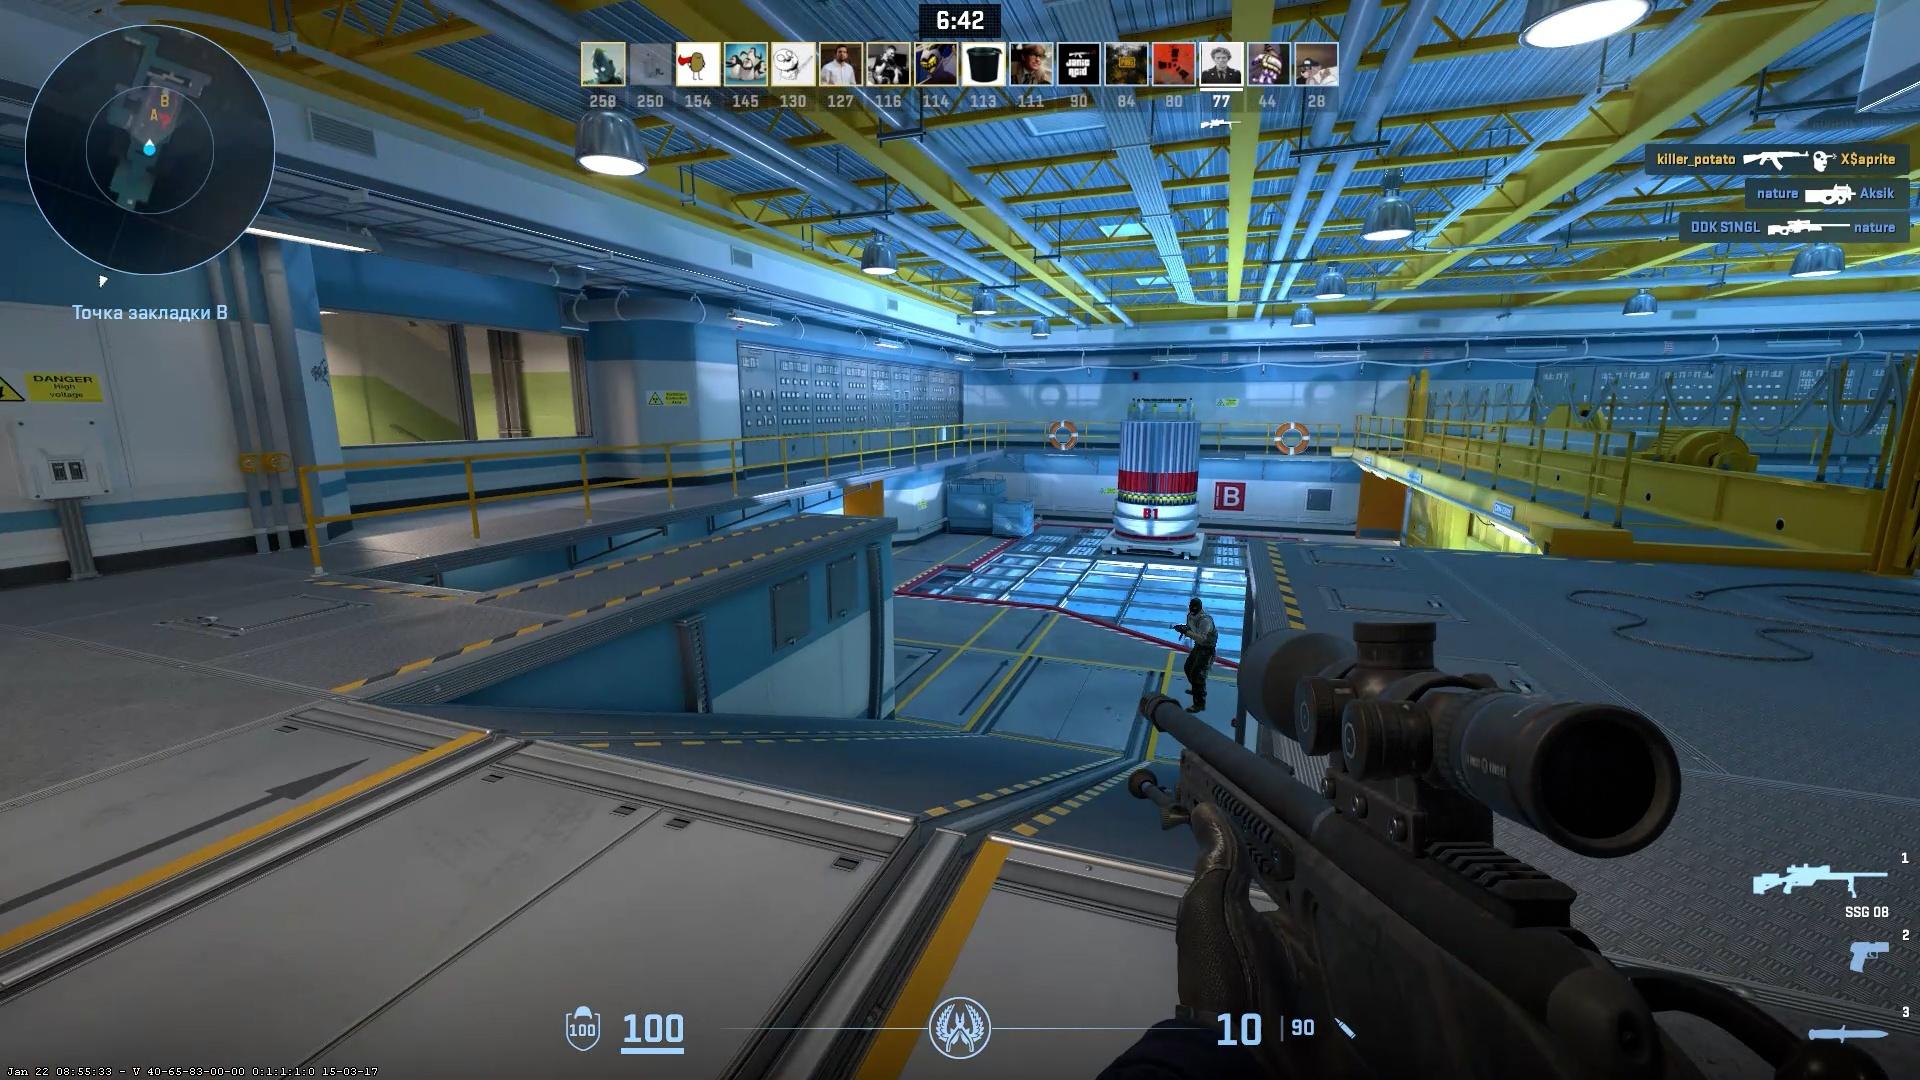 6:42
JANIC
ACID
PUBG
258 250 154 145 130 127 116 114 113 111 90 84 80 77 44 28
B
A
killer_potato X$aprite
nature Aksik
DDK S1NGL nature
Точка закладки B
DANGER
High
voltage
B
B1
1
SSG 08
2
3
100 100
10 | 90
Jan 22 08:55:33 - V 40-65-83-00-00 0:1:1:1:0 15-03-17